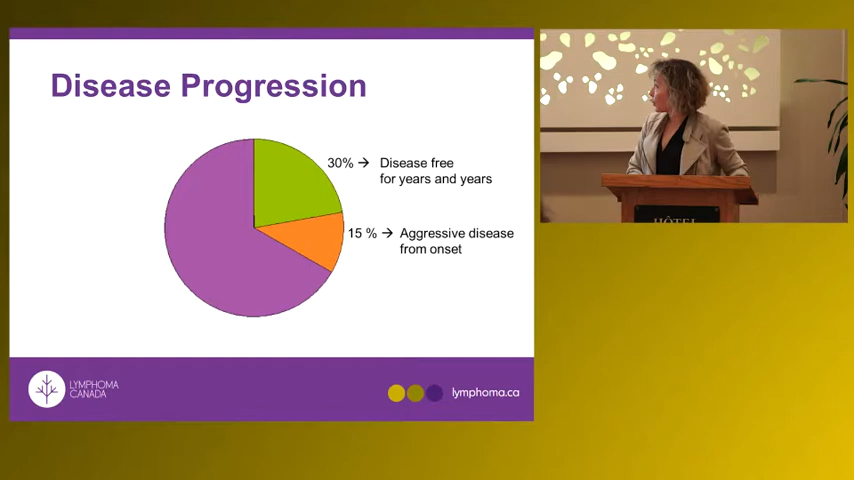 Disease Progression
30% → Disease free
for years and years
15 % → Aggressive disease
from onset
LYMPHOMA
CANADA
lymphoma.ca
HÔTEL